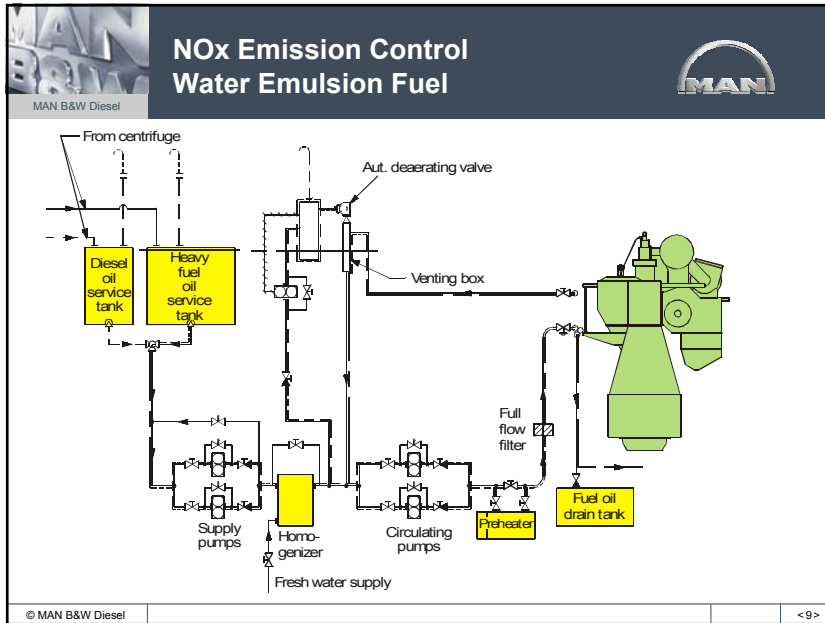 MAN
B&W
MAN B&W Diesel
NOx Emission Control
Water Emulsion Fuel
MAN
From centrifuge
Aut. deaerating valve
Diesel
oil
service
tank
Heavy
fuel
oil
service
tank
Venting box
Full
flow
filter
Supply
pumps
Homo-
genizer
Circulating
pumps
Preheater
Fuel oil
drain tank
Fresh water supply
© MAN B&W Diesel
<9>